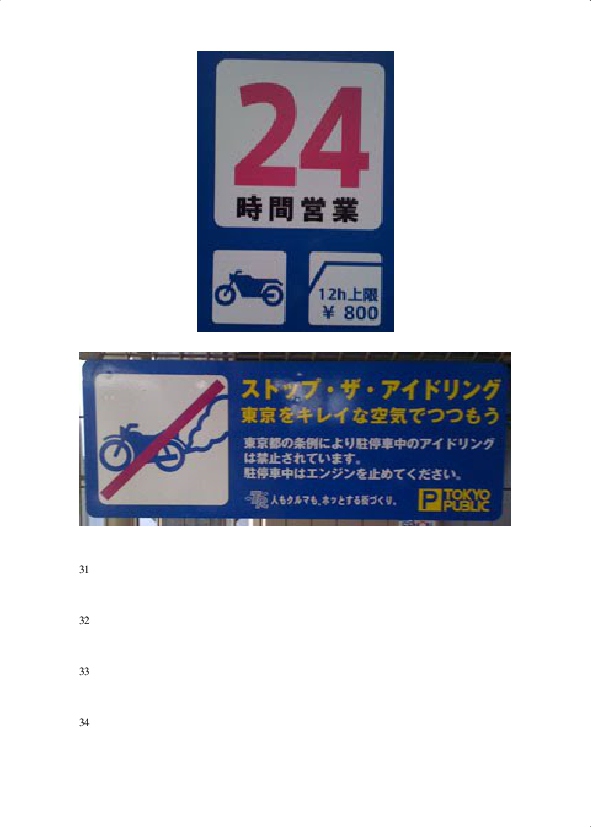 24
時間営業
12h上限
¥ 800
ストップ・ザ・アイドリング
東京をキレイな空気でつつもう
東京都の条例により駐停車中のアイドリング
は禁止されています。
駐停車中はエンジンを止めてください。
人もクルマも、ホッとする街づくり。
P TOKYO
PUBLIC
31
32
33
34